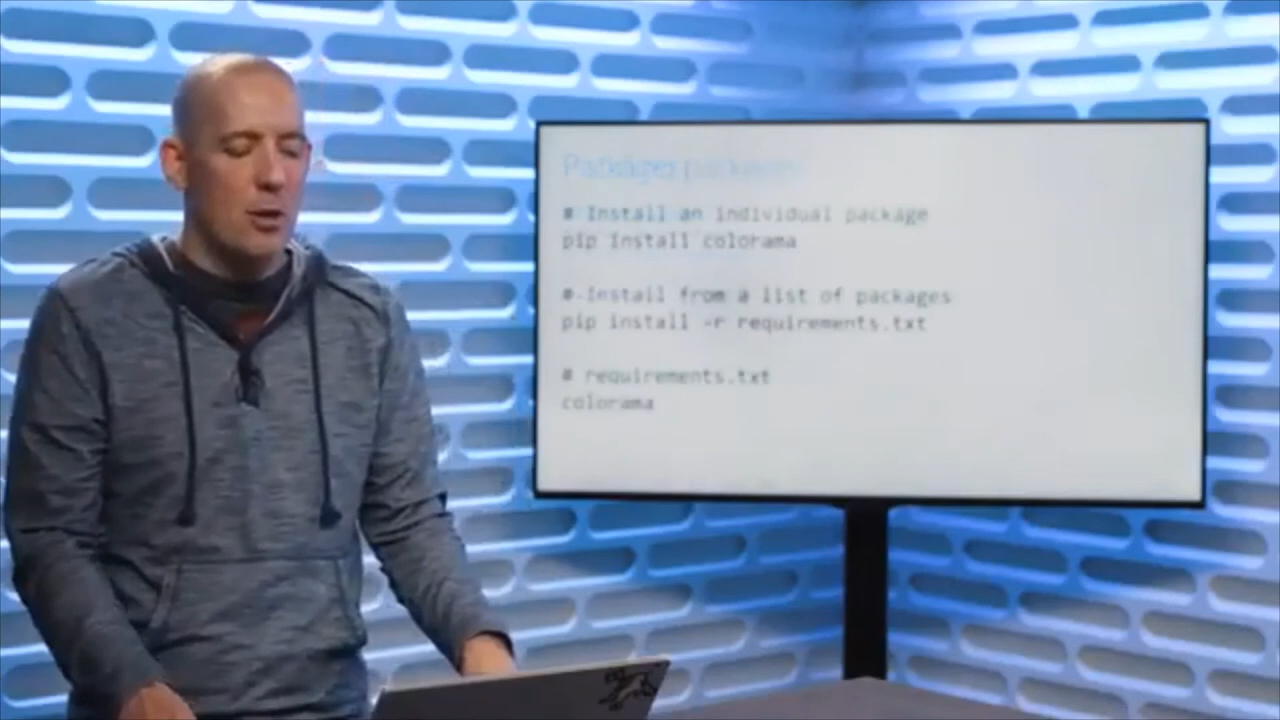 Packages
# Install an individual package
pip install colorama
# Install from a list of packages
pip install -r requirements.txt
# requirements.txt
colorama